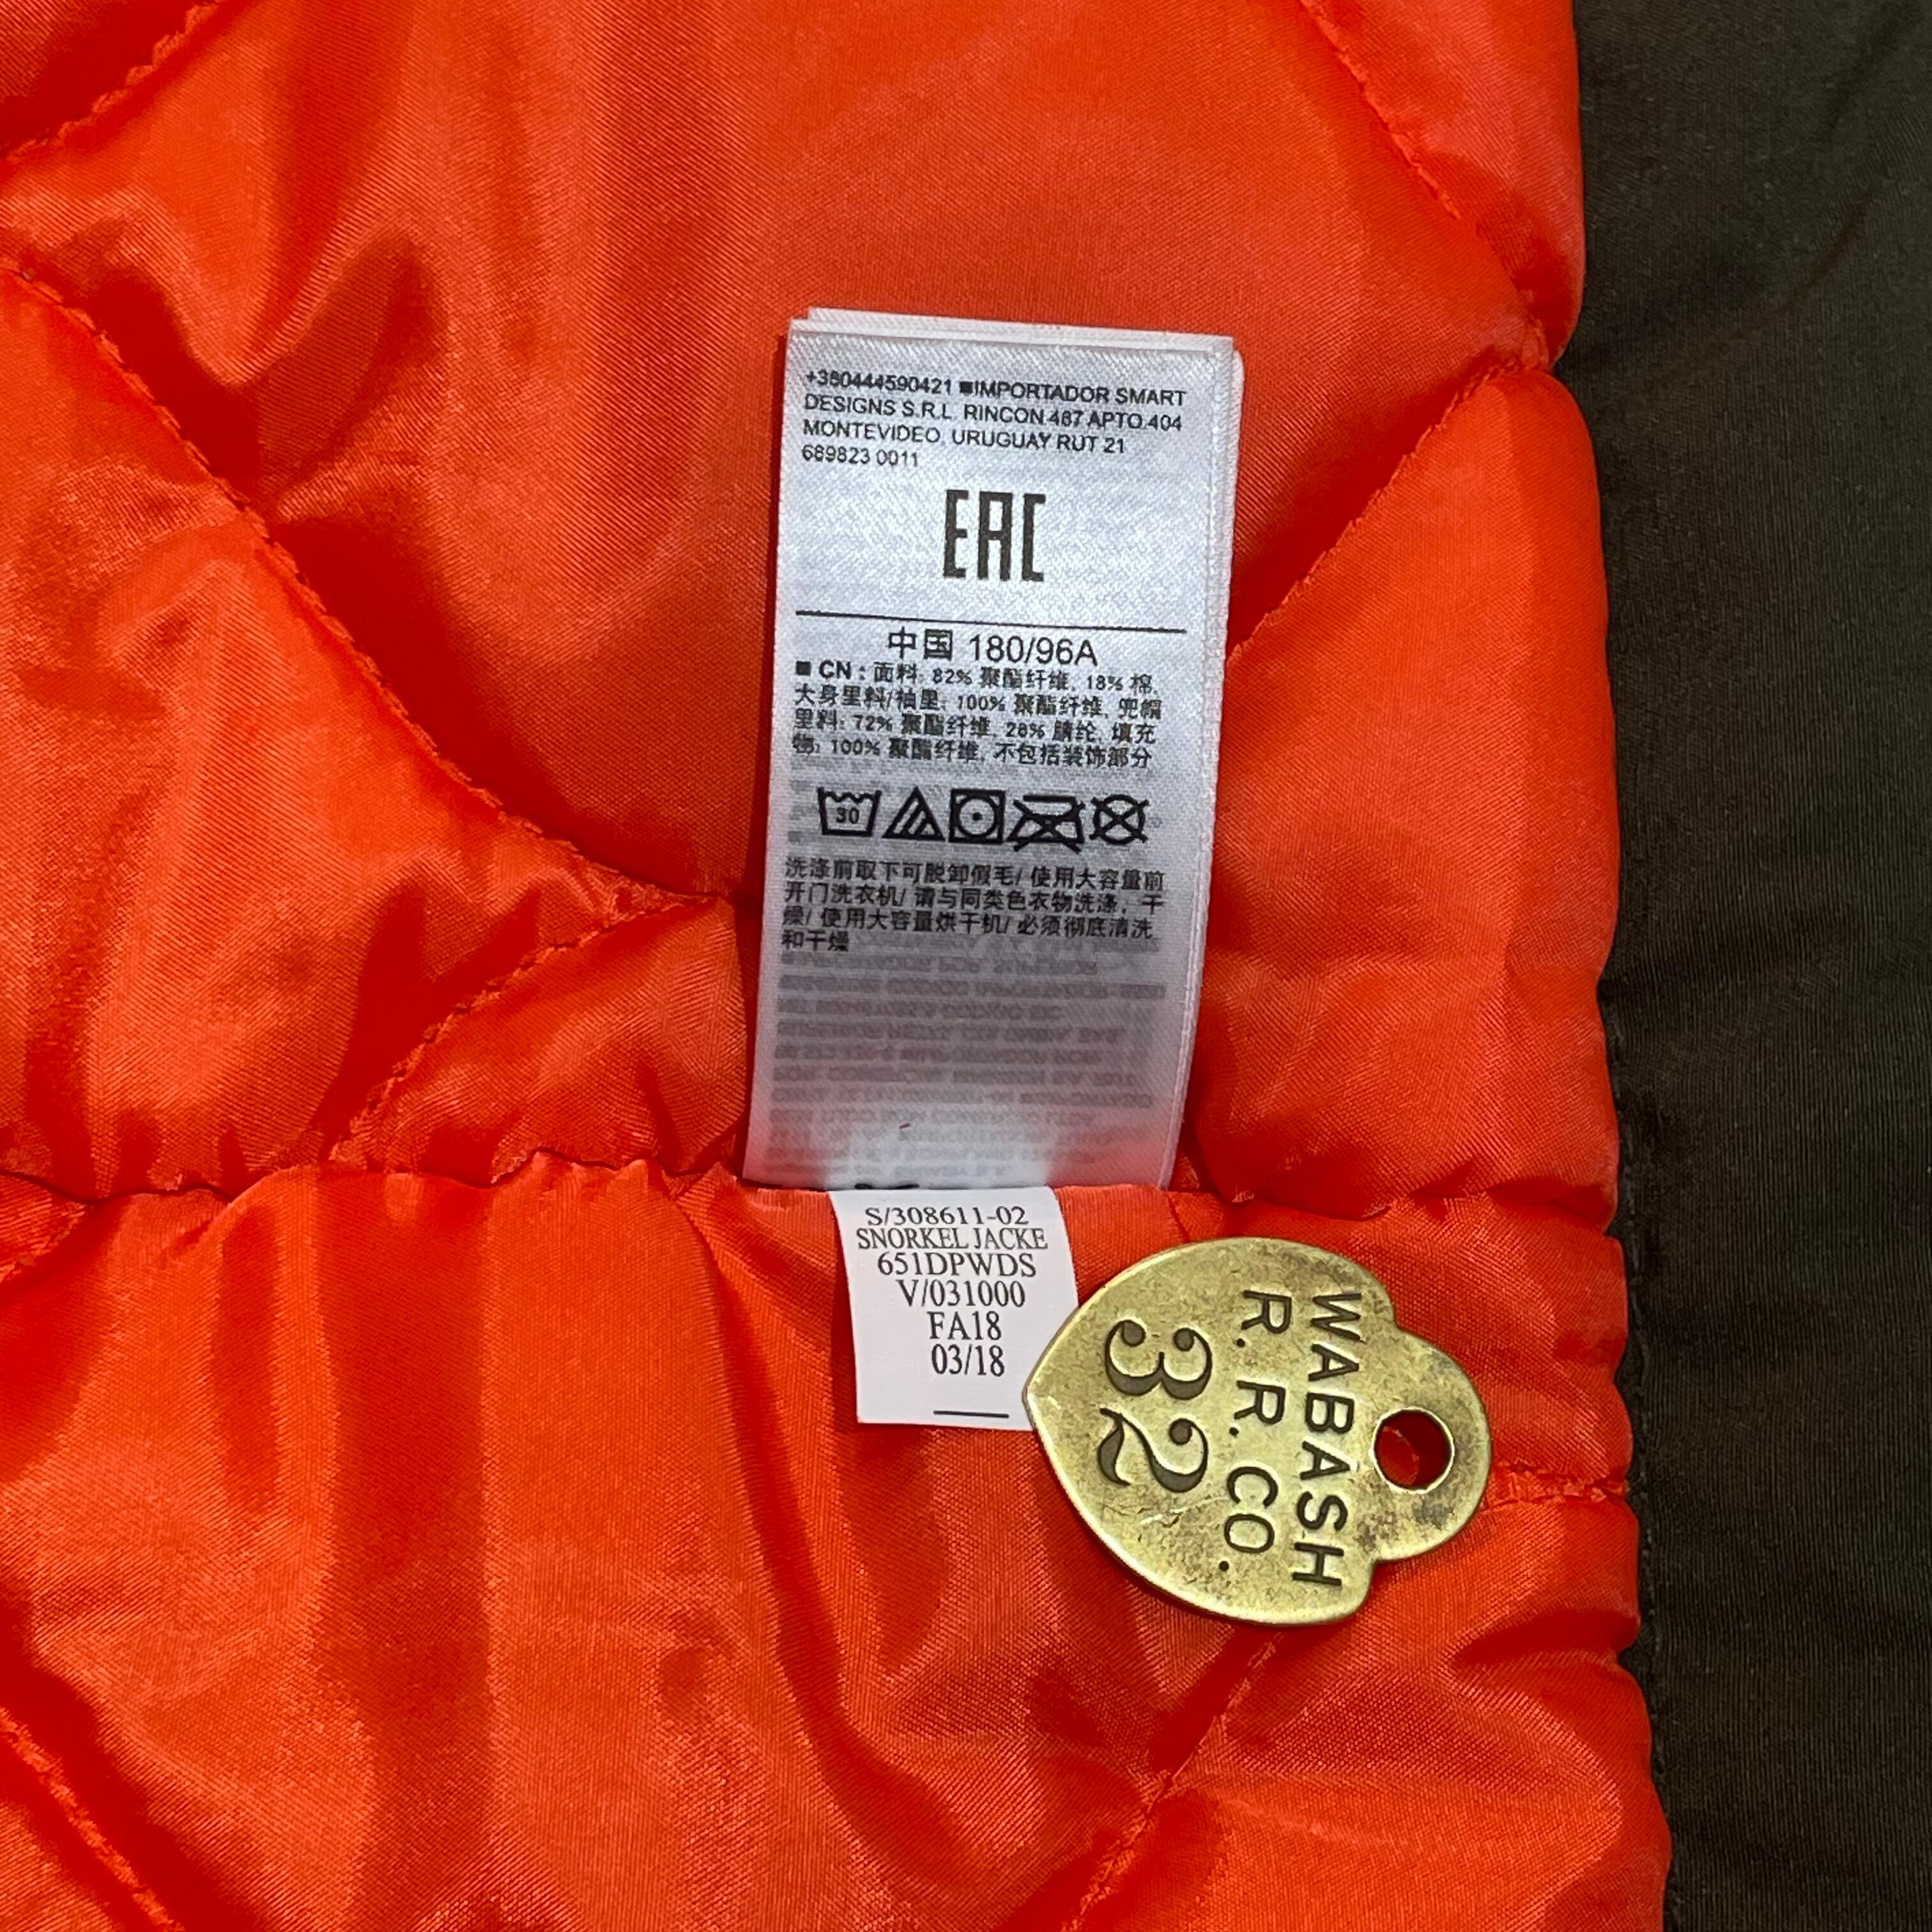 +380444590421 ■IMPORTADOR SMART
DESIGNS S.R.L. RINCON 467 APTO.404
MONTEVIDEO, URUGUAY RUT 21
689823 0011
EAC
中国 180/96A
■ CN : 面料: 82% 聚酯纤维, 18% 棉,
大身里料/袖里: 100% 聚酯纤维, 兜帽
里料: 72% 聚酯纤维, 28% 腈纶, 填充
物: 100% 聚酯纤维, 不包括装饰部分
30
洗涤前取下可脱卸假毛/ 使用大容量前
开门洗衣机/ 请与同类色衣物洗涤, 干
燥/ 使用大容量烘干机/ 必须彻底清洗
和干燥
S/308611-02
SNORKEL JACKE
651DPWDS
V/031000
FA18
03/18
WABASH
R. R. CO.
32